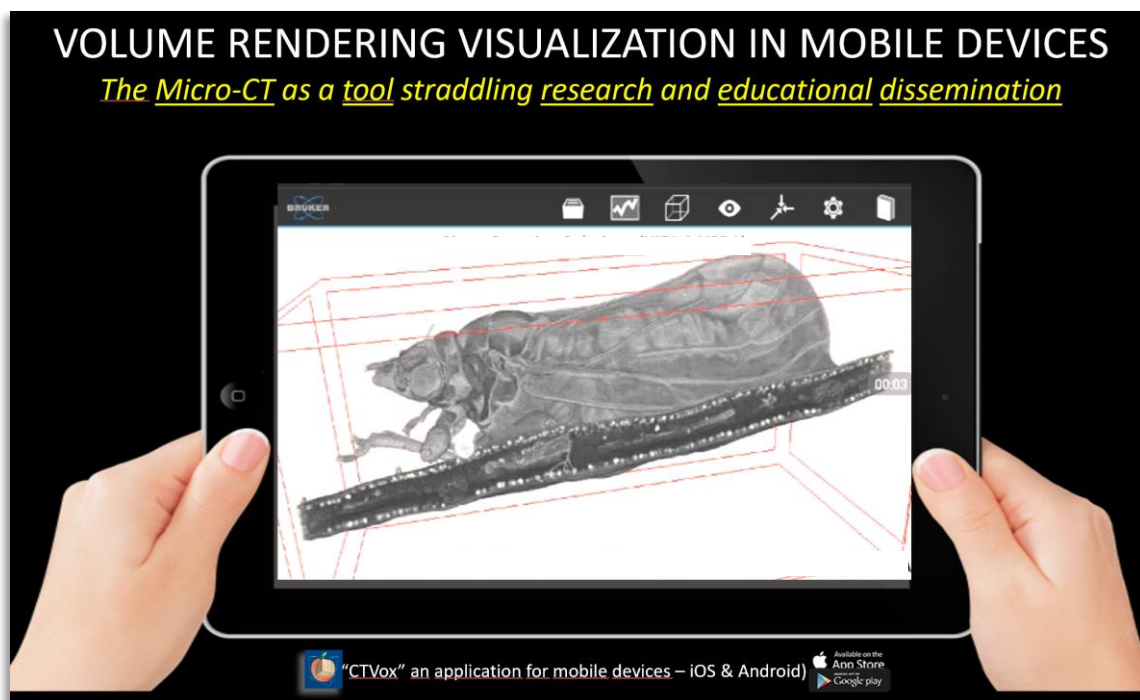 VOLUME RENDERING VISUALIZATION IN MOBILE DEVICES
The Micro-CT as a tool straddling research and educational dissemination
BRUKER
00:03
"CTVox" an application for mobile devices – iOS & Android)
Available on the
App Store
Google play